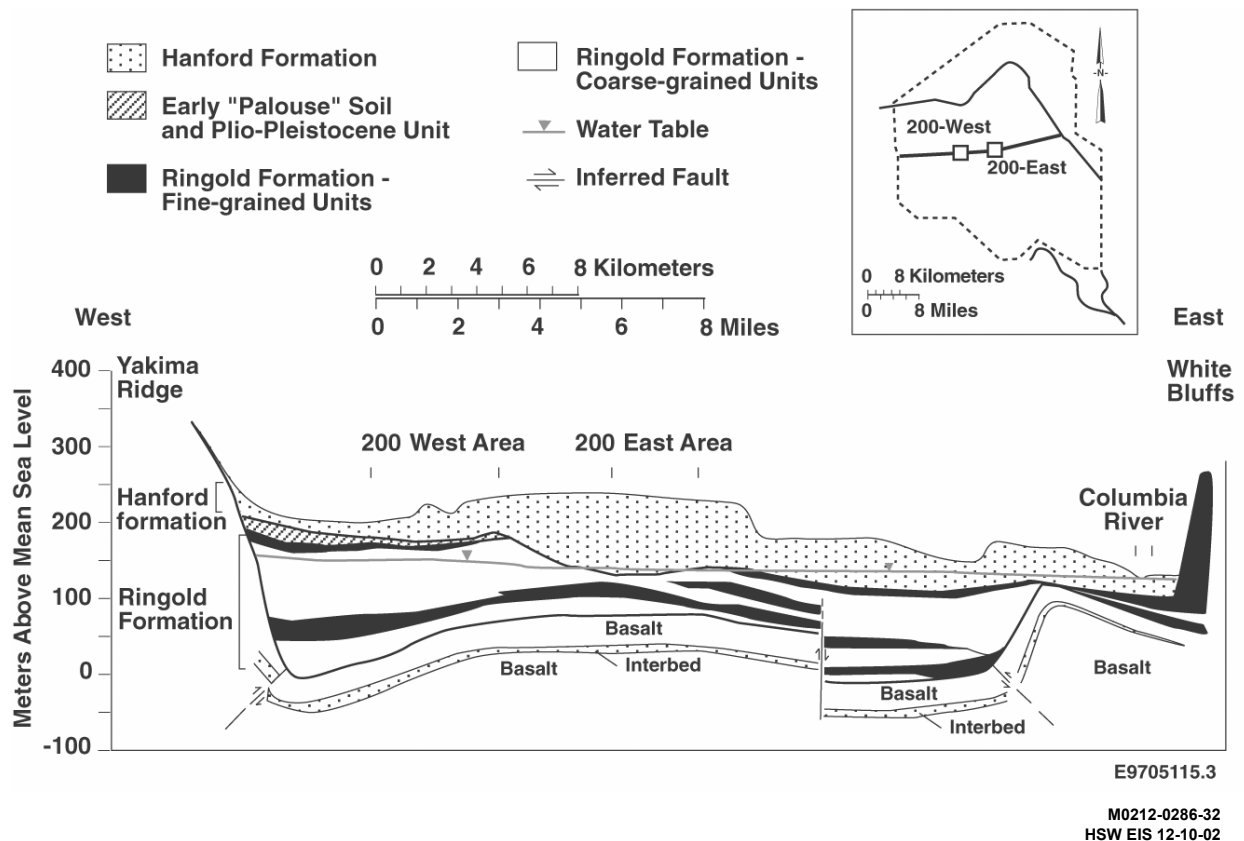 Hanford Formation
Early "Palouse" Soil
and Plio-Pleistocene Unit
Ringold Formation -
Fine-grained Units
Ringold Formation -
Coarse-grained Units
Water Table
Inferred Fault
-N-
200-West
200-East
0 8 Kilometers
0 8 Miles
0 2 4 6 8 Kilometers
0 2 4 6 8 Miles
West
East
Yakima
Ridge
White
Bluffs
Meters Above Mean Sea Level
400
300
200
100
0
-100
200 West Area
200 East Area
Hanford
formation
Columbia
River
Ringold
Formation
Basalt
Basalt
Interbed
Basalt
Basalt
Interbed
E9705115.3
M0212-0286-32
HSW EIS 12-10-02